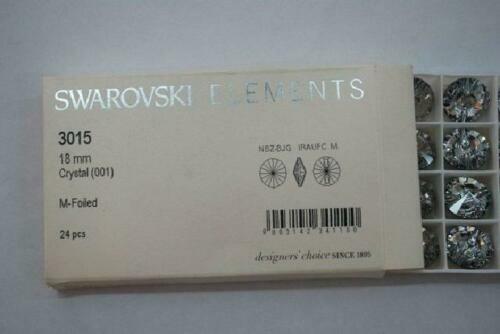 SWAROVSKI ELEMENTS
3015
18 mm
Crystal (001)
M-Foiled
24 pcs
designers' choice SINCE 1895